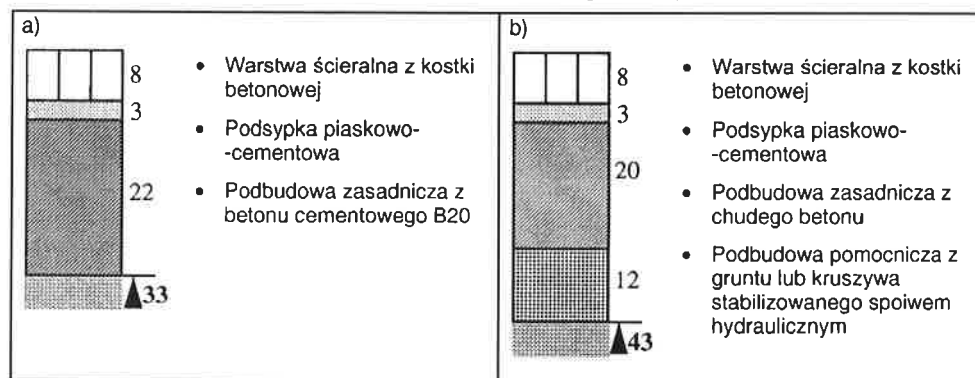 a)
8
3
22
33
• Warstwa ścieralna z kostki
betonowej
• Podsypka piaskowo-
-cementowa
• Podbudowa zasadnicza z
betonu cementowego B20
b)
8
3
20
12
43
• Warstwa ścieralna z kostki
betonowej
• Podsypka piaskowo-
-cementowa
• Podbudowa zasadnicza z
chudego betonu
• Podbudowa pomocnicza z
gruntu lub kruszywa
stabilizowanego spoiwem
hydraulicznym